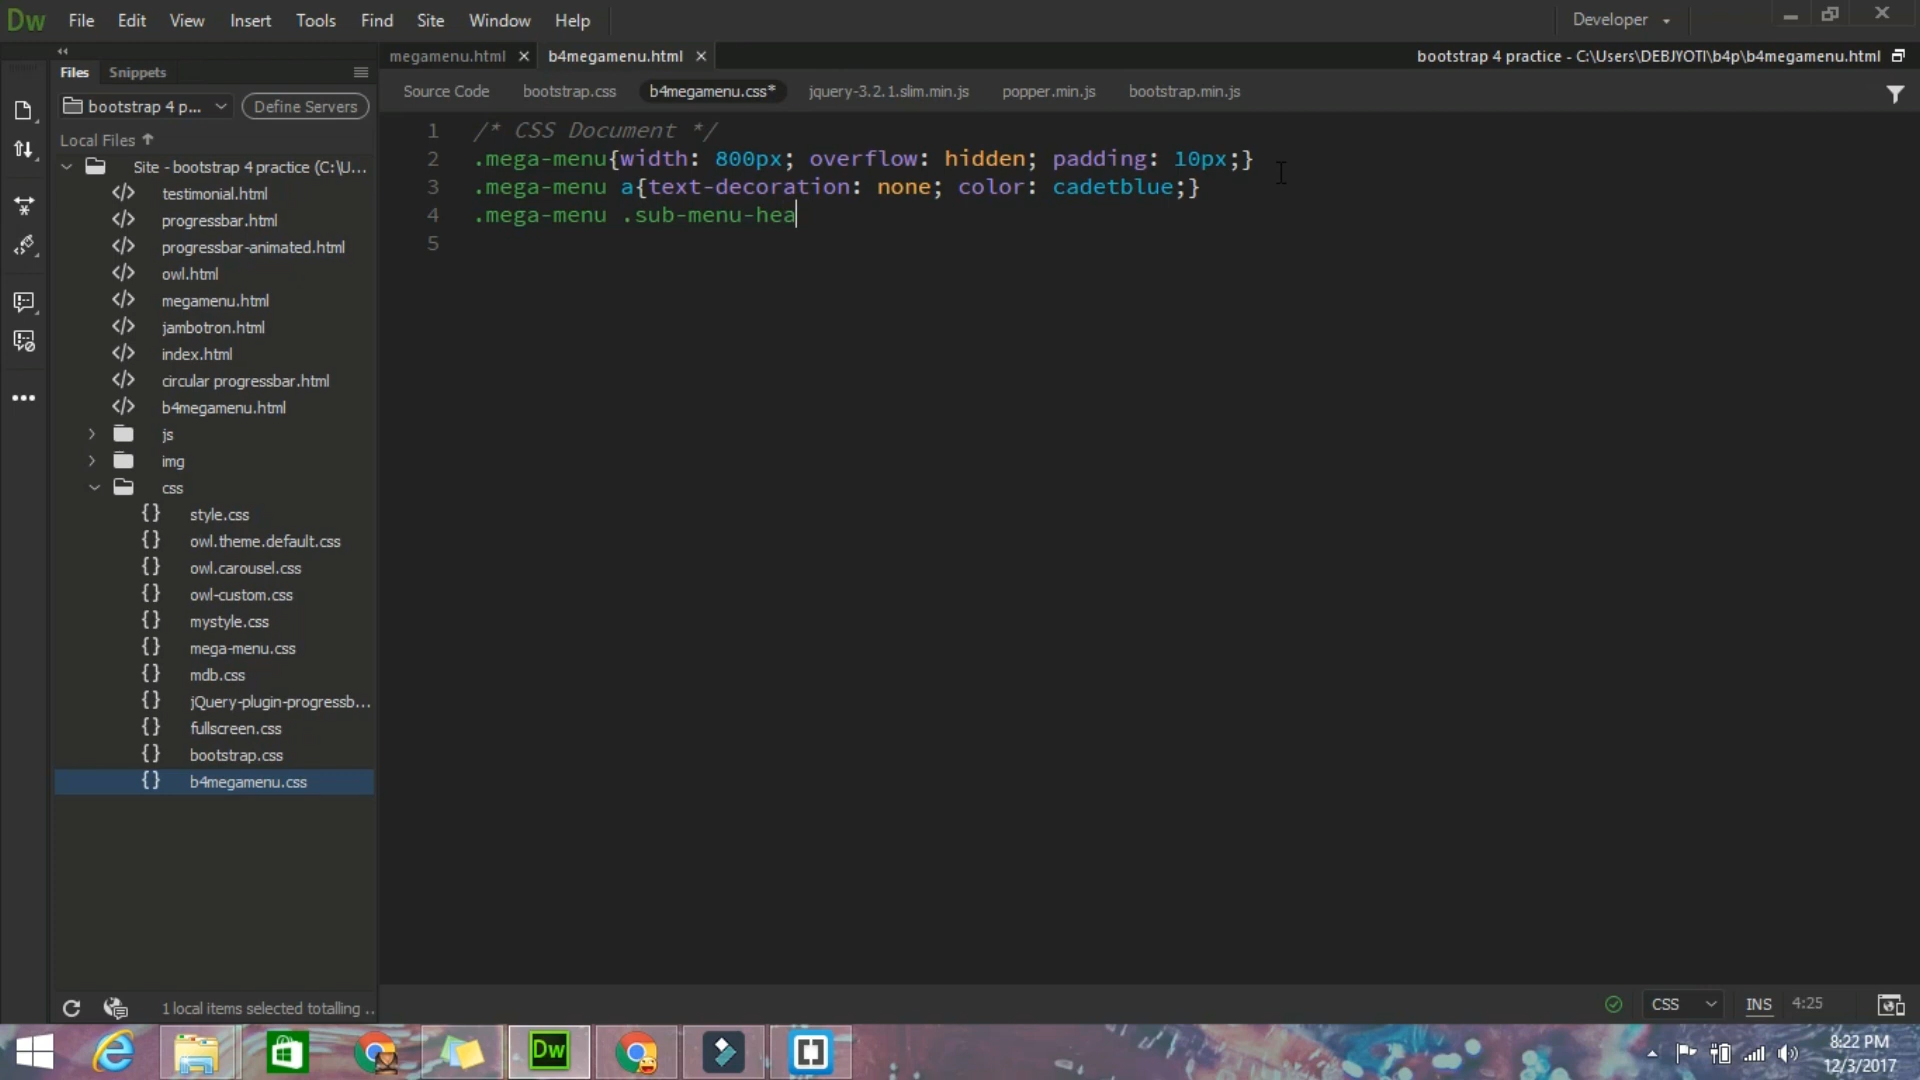 Dw File Edit View Insert Tools Find Site Window Help Developer
Files Snippets
megamenu.html × b4megamenu.html × bootstrap 4 practice - C:\Users\DEBJYOTI\b4p\b4megamenu.html
Source Code bootstrap.css b4megamenu.css* jquery-3.2.1.slim.min.js popper.min.js bootstrap.min.js
bootstrap 4 p... Define Servers
Local Files
Site - bootstrap 4 practice (C:\U...
testimonial.html
progressbar.html
progressbar-animated.html
owl.html
megamenu.html
jambotron.html
index.html
circular progressbar.html
b4megamenu.html
js
img
css
style.css
owl.theme.default.css
owl.carousel.css
owl-custom.css
mystyle.css
mega-menu.css
mdb.css
jQuery-plugin-progressb...
fullscreen.css
bootstrap.css
b4megamenu.css
1 /* CSS Document */
2 .mega-menu{width: 800px; overflow: hidden; padding: 10px;}
3 .mega-menu a{text-decoration: none; color: cadetblue;}
4 .mega-menu .sub-menu-hea
5
1 local items selected totalling ..
CSS INS 4:25
Dw
8:22 PM
12/3/2017